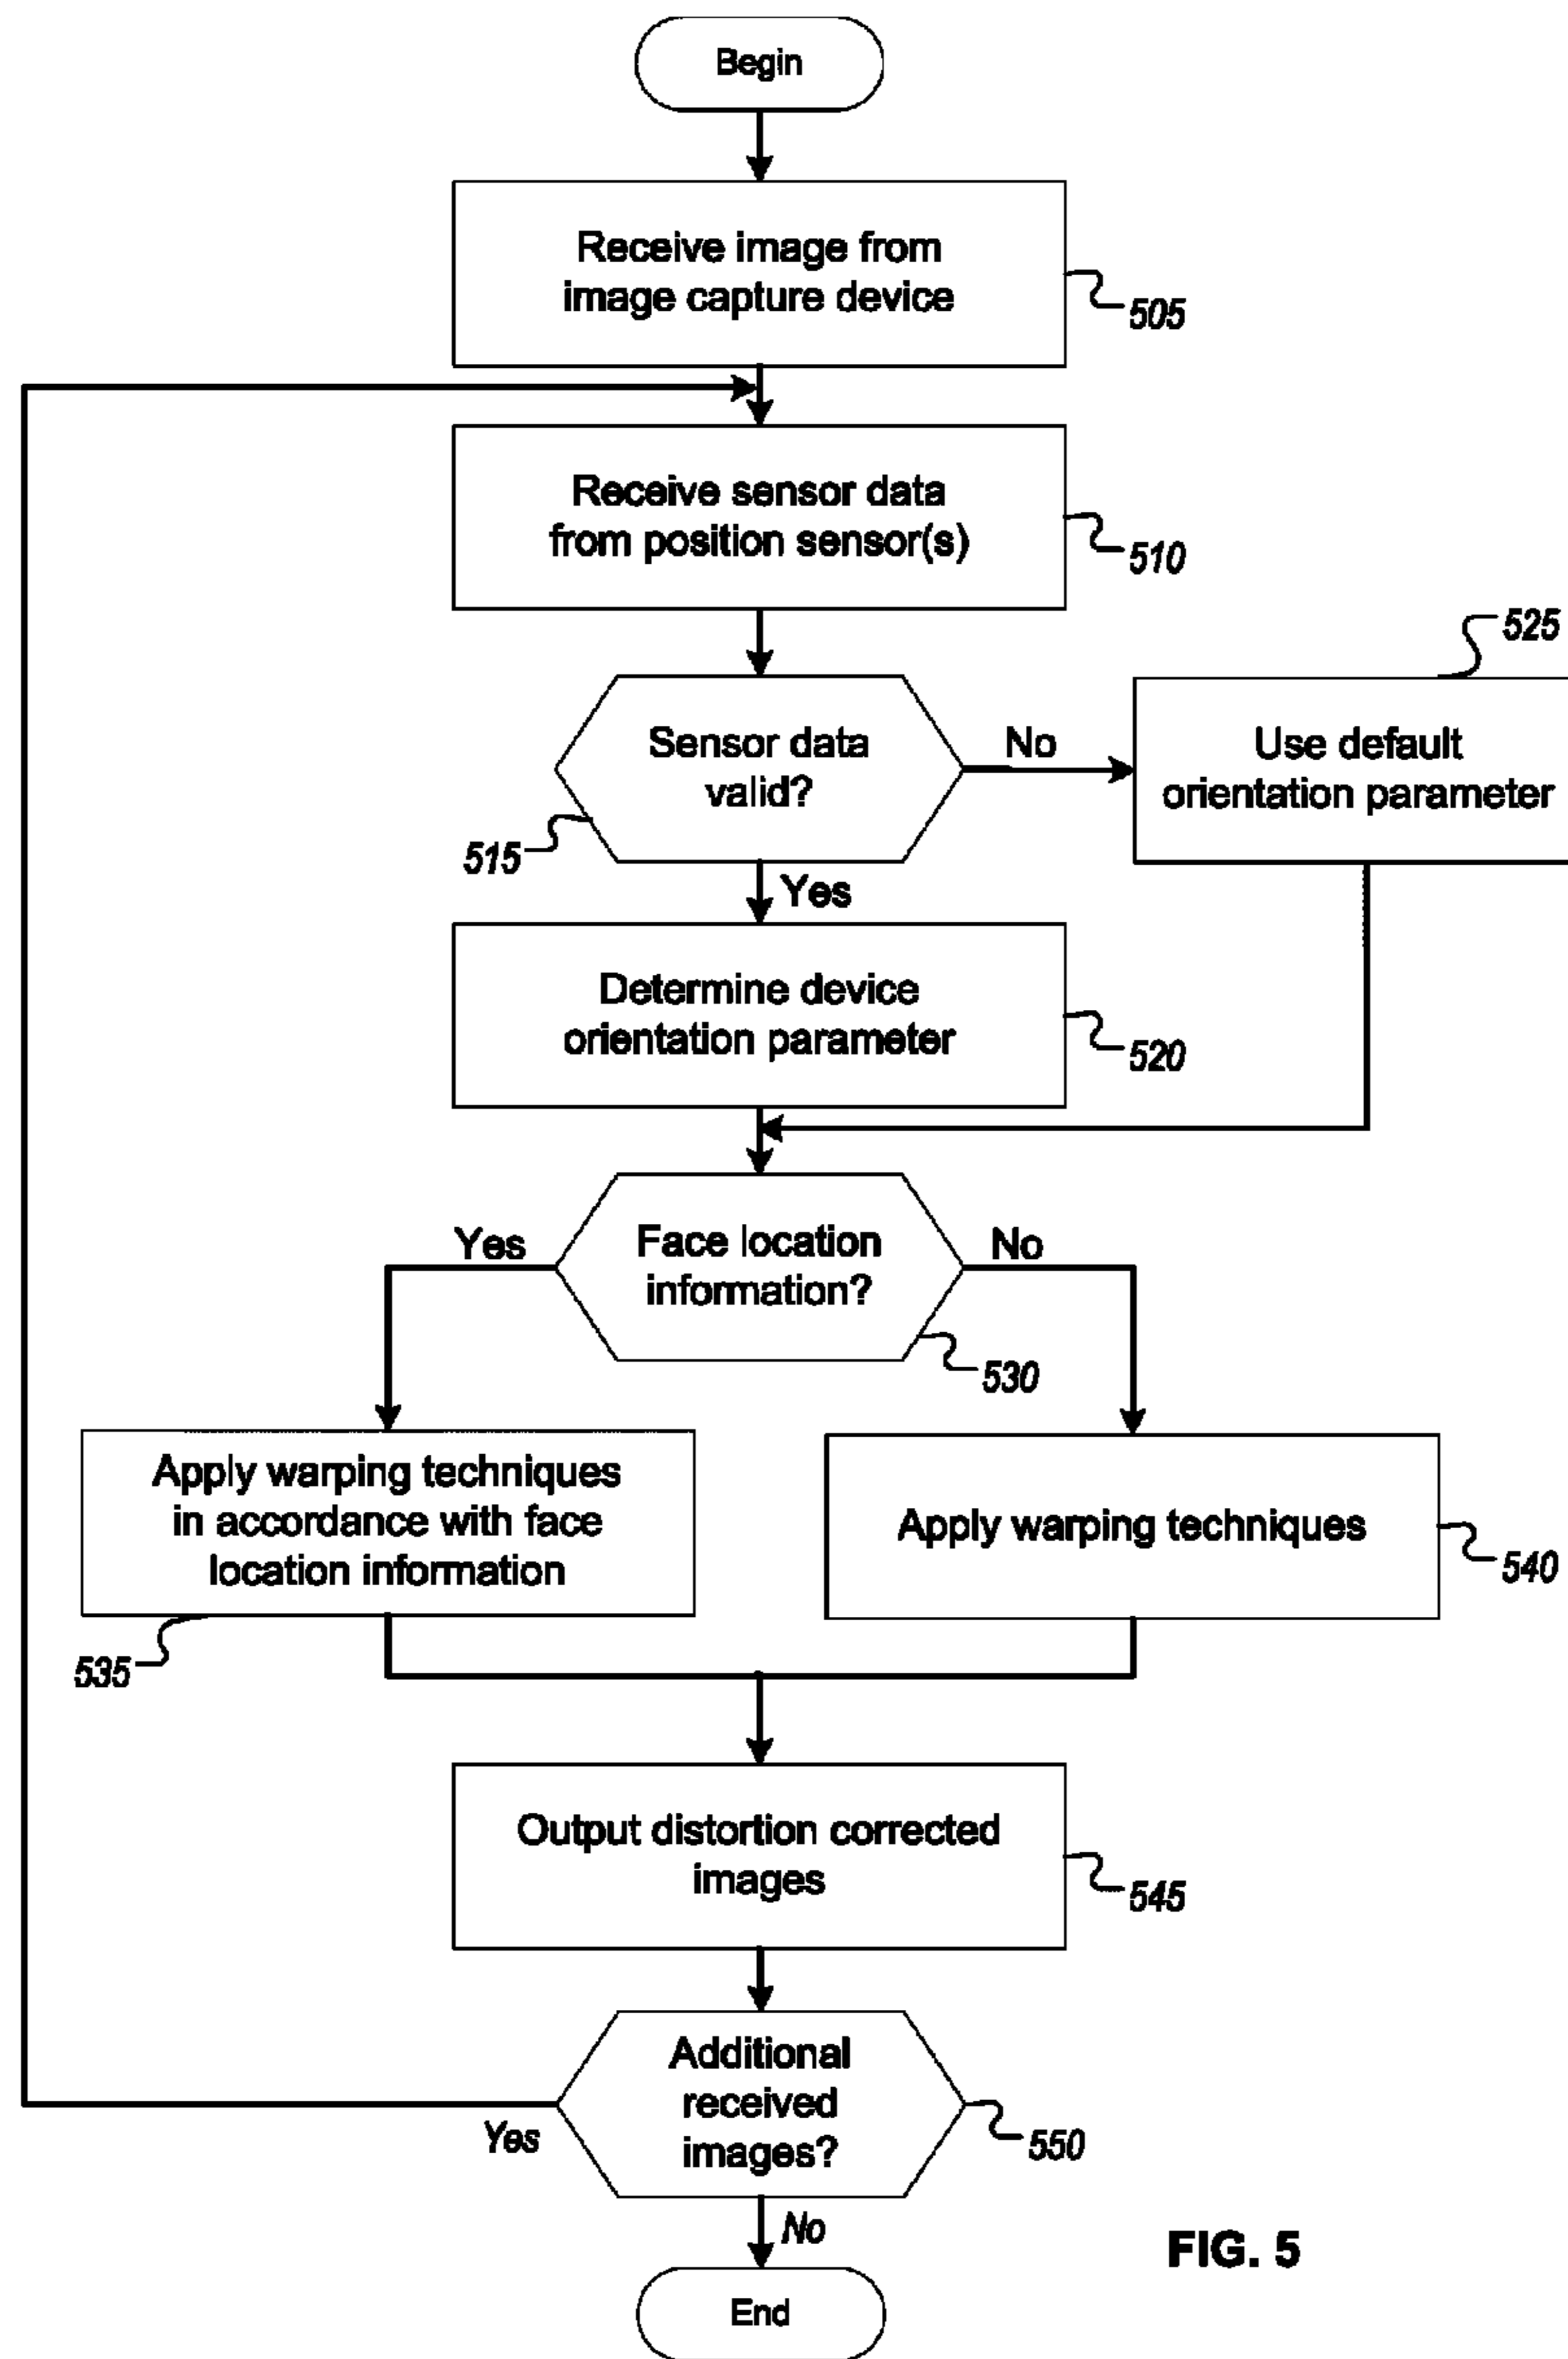 Begin
Receive image from
image capture device
505
Receive sensor data
from position sensor(s)
510
525
Sensor data
valid?
No
Use default
orientation parameter
515
Yes
Determine device
orientation parameter
520
Yes
Face location
information?
No
530
Apply warping techniques
in accordance with face
location information
Apply warping techniques
540
535
Output distortion corrected
images
545
Additional
received
images?
Yes
550
No
FIG. 5
End